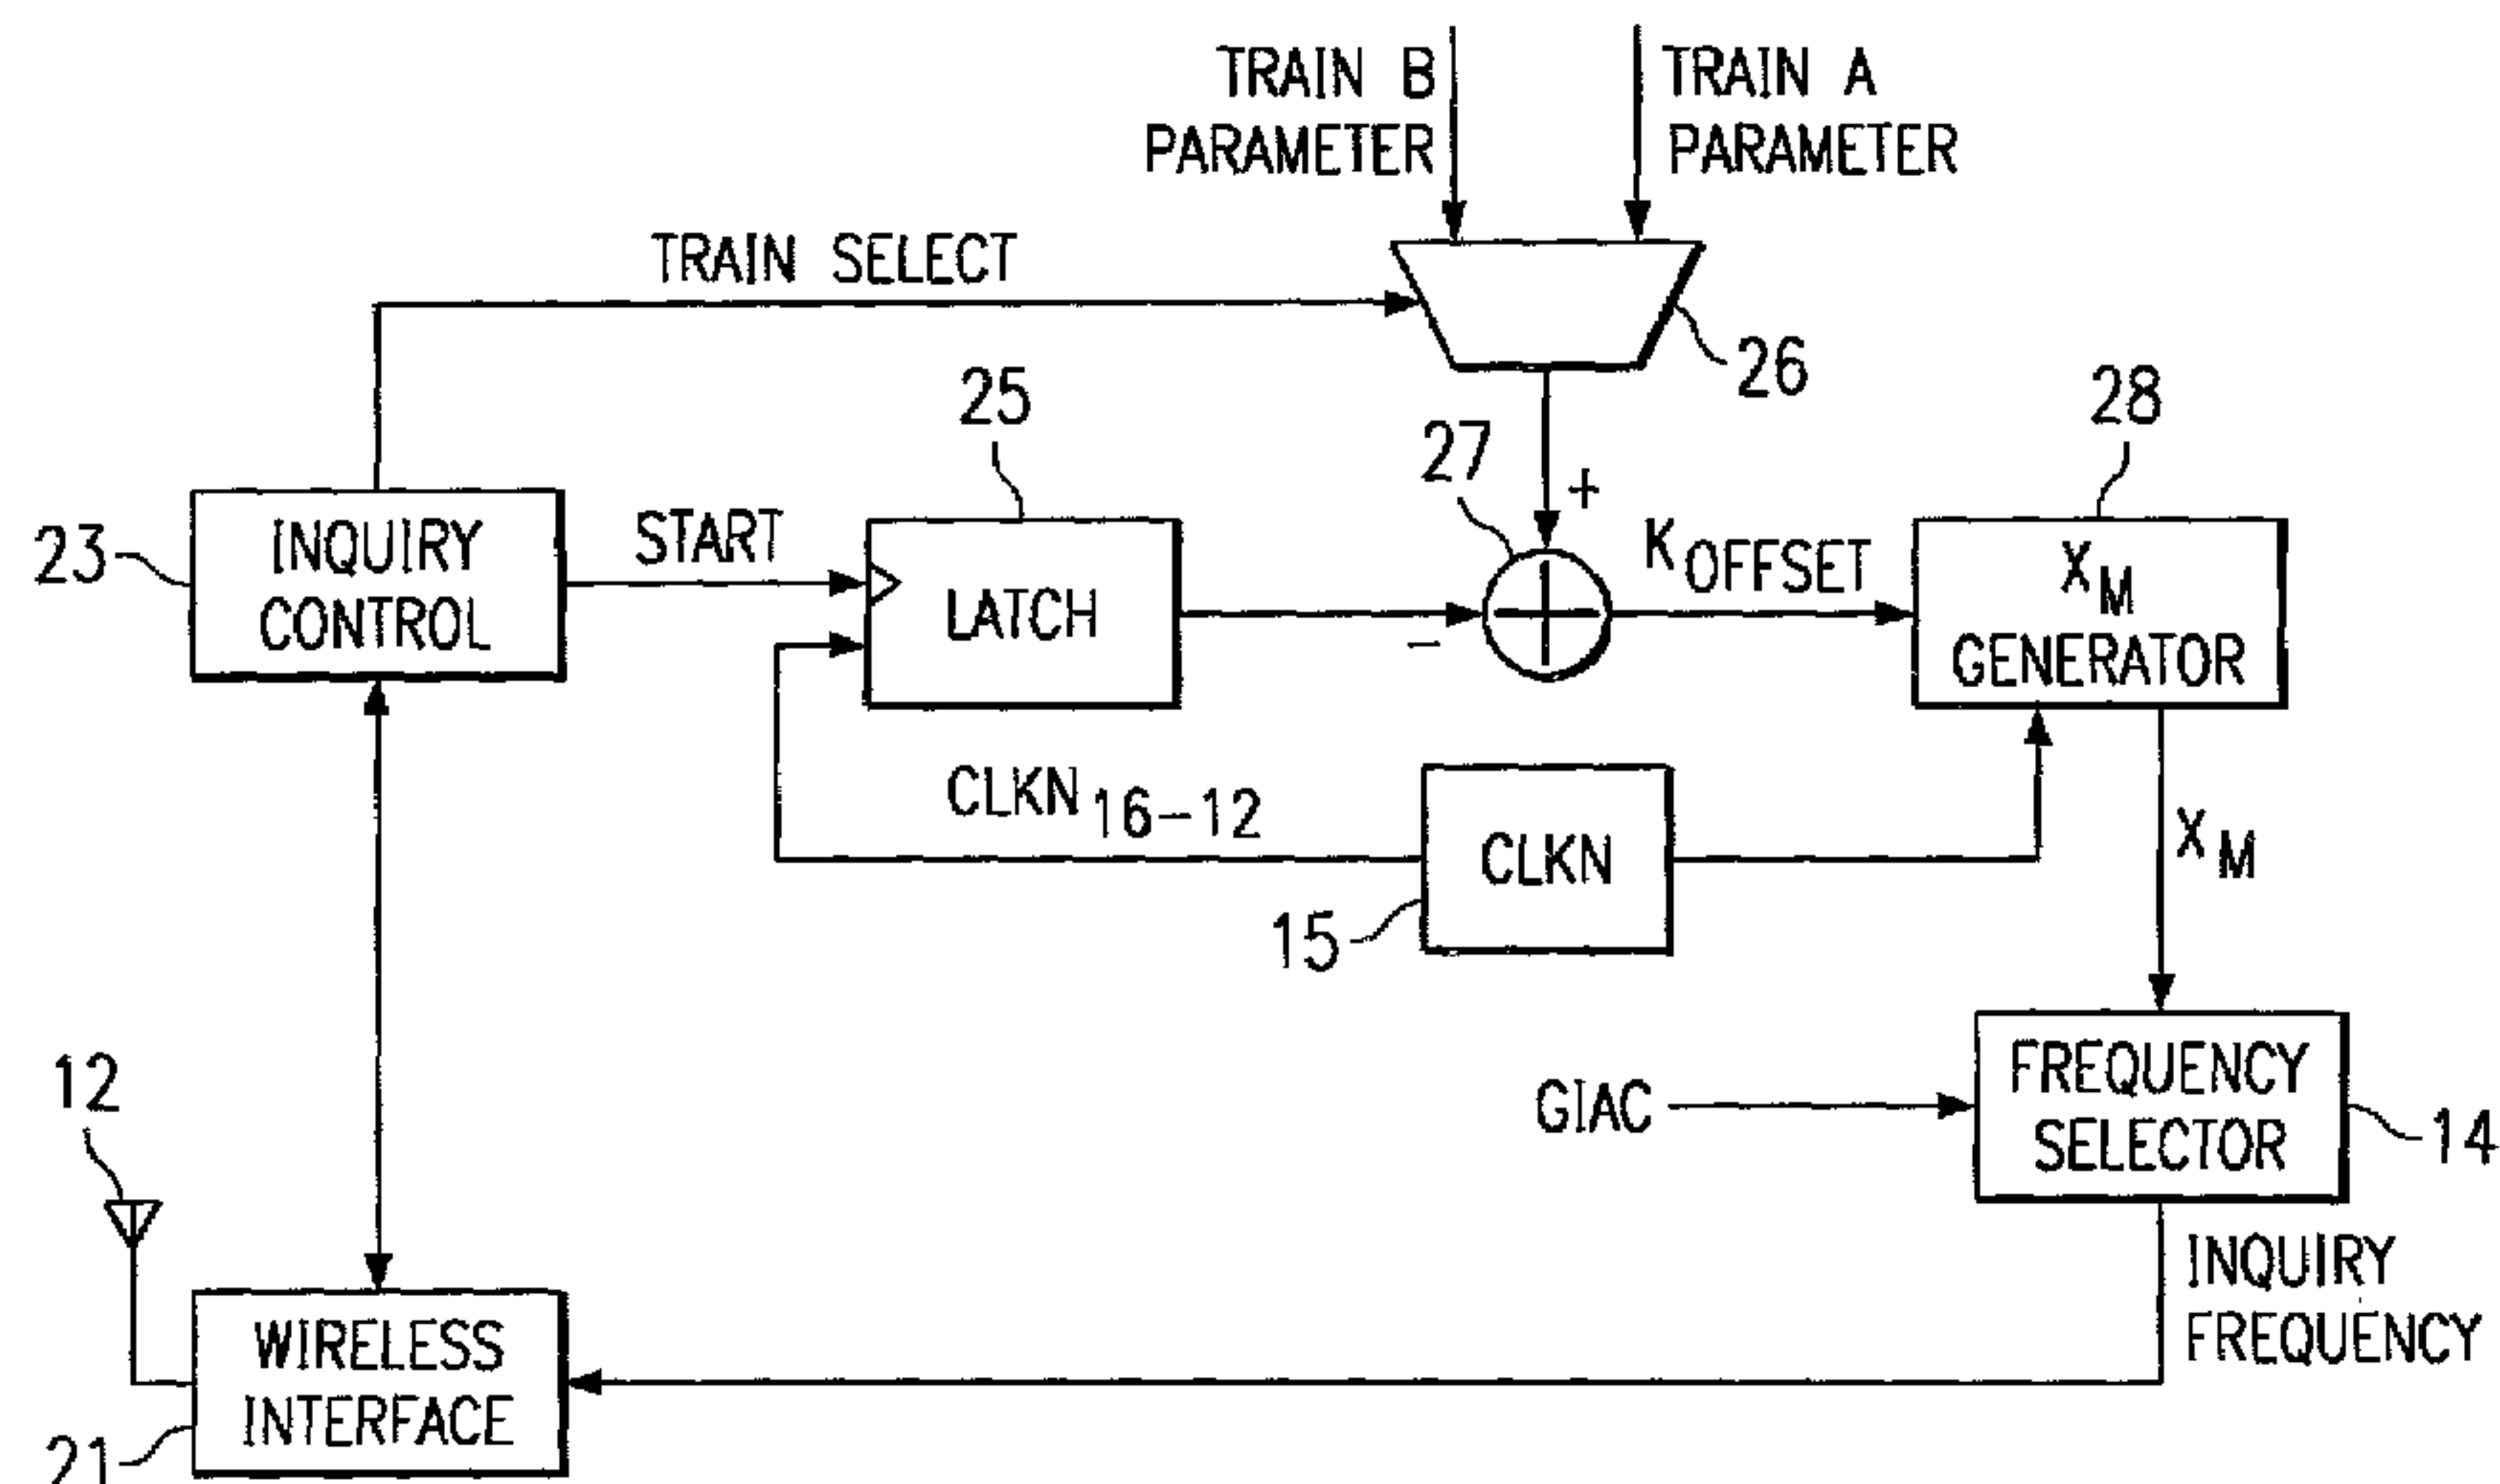 TRAIN B
PARAMETER
TRAIN A
PARAMETER
TRAIN SELECT
26
25
28
27
+
23
INQUIRY
CONTROL
START
LATCH
−
K OFFSET
X M
GENERATOR
CLKN 16−12
CLKN
15
X M
12
GIAC
FREQUENCY
SELECTOR
14
INQUIRY
FREQUENCY
WIRELESS
INTERFACE
21